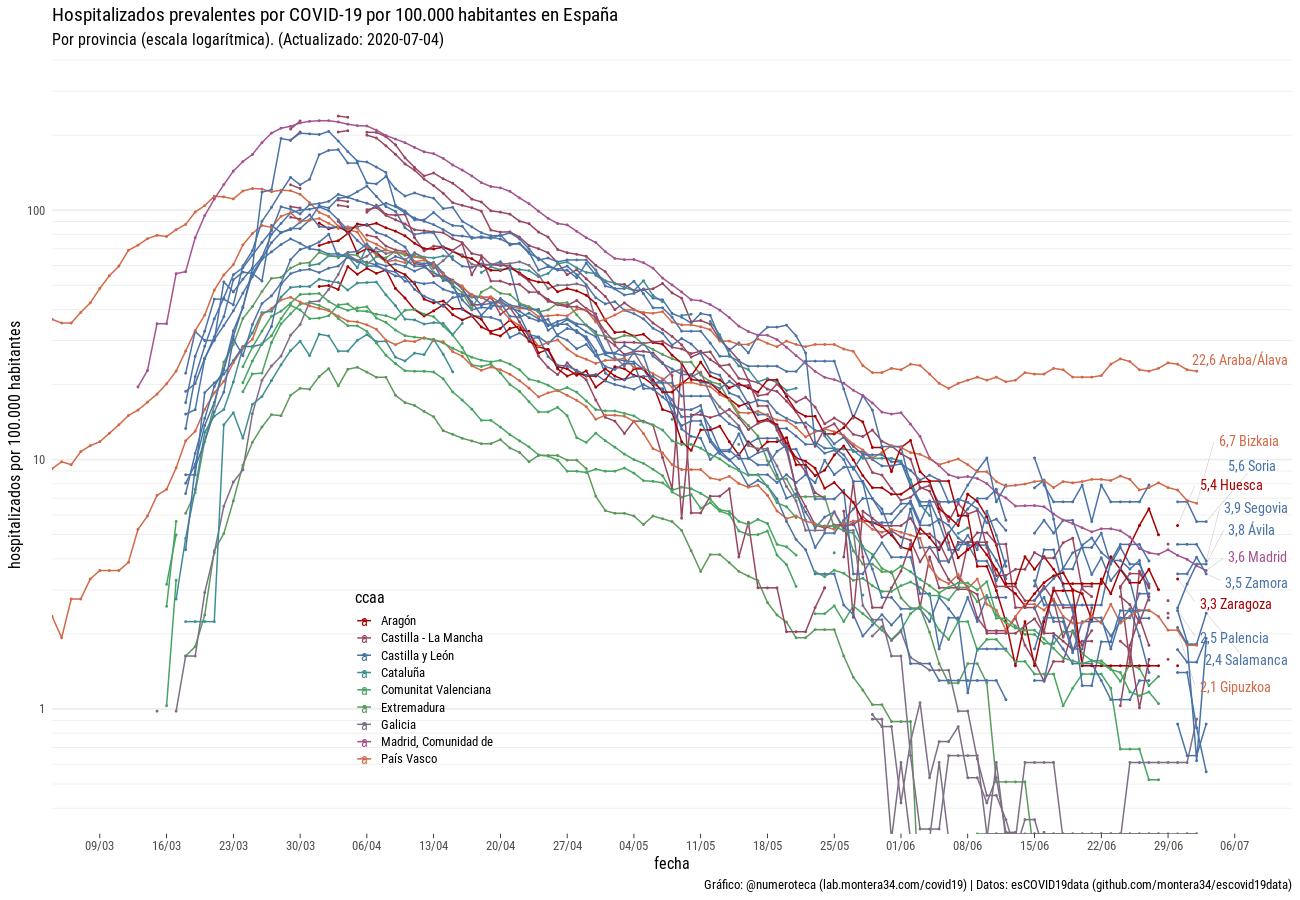 Hospitalizados prevalentes por COVID-19 por 100.000 habitantes en España
Por provincia (escala logarítmica). (Actualizado: 2020-07-04)
hospitalizados por 100.000 habitantes
100
10
1
22,6 Araba/Álava
6,7 Bizkaia
5,6 Soria
5,4 Huesca
3,9 Segovia
3,8 Ávila
3,6 Madrid
3,5 Zamora
3,3 Zaragoza
2,5 Palencia
2,4 Salamanca
2,1 Gipuzkoa
ccaa
Aragón
Castilla - La Mancha
Castilla y León
Cataluña
Comunitat Valenciana
Extremadura
Galicia
Madrid, Comunidad de
País Vasco
09/03 16/03 23/03 30/03 06/04 13/04 20/04 27/04 04/05 11/05 18/05 25/05 01/06 08/06 15/06 22/06 29/06 06/07
fecha
Gráfico: @numeroteca (lab.montera34.com/covid19) | Datos: esCOVID19data (github.com/montera34/escovid19data)